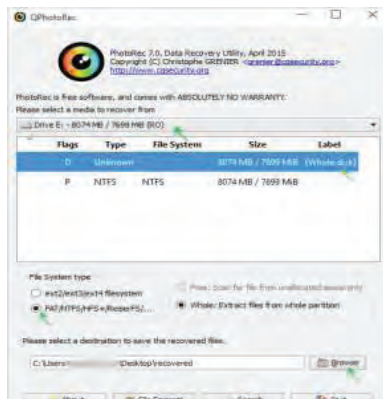 QPhotoRec
PhotoRec 7.0, Data Recovery Utility, April 2015
Copyright (C) Christophe GRENIER <grenier@cgsecurity.org>
http://www.cgsecurity.org
PhotoRec is free software, and comes with ABSOLUTELY NO WARRANTY.
Please select a media to recover from
Drive E: - 8074 MB / 7699 MiB (RO)
Flags Type File System Size Label
D Unknown 8074 MB / 7699 MiB (Whole disk)
P NTFS NTFS 8074 MB / 7699 MiB
File System type
ext2/ext3/ext4 filesystem
Free: Scan for file from unallocated space only
FAT/NTFS/HFS+/ReiserFS/...
Whole: Extract files from whole partition
Please select a destination to save the recovered files.
C:\Users \Desktop\recovered
Browse